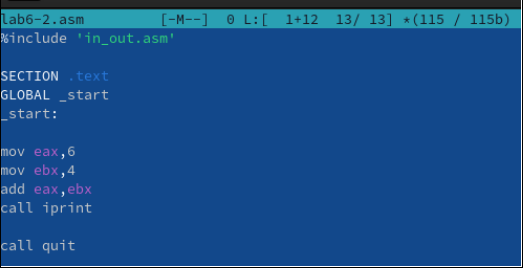 lab6-2.asm [-M--] 0 L:[ 1+12 13/ 13] *(115 / 115b)
%include 'in_out.asm'
SECTION .text
GLOBAL _start
_start:
mov eax,6
mov ebx,4
add eax,ebx
call iprint
call quit